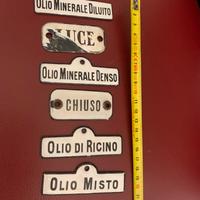 OLIO MINERALE DILUITO
LUCE
OLIO MINERALE DENSO
CHIUSO
OLIO DI RICINO
OLIO MISTO